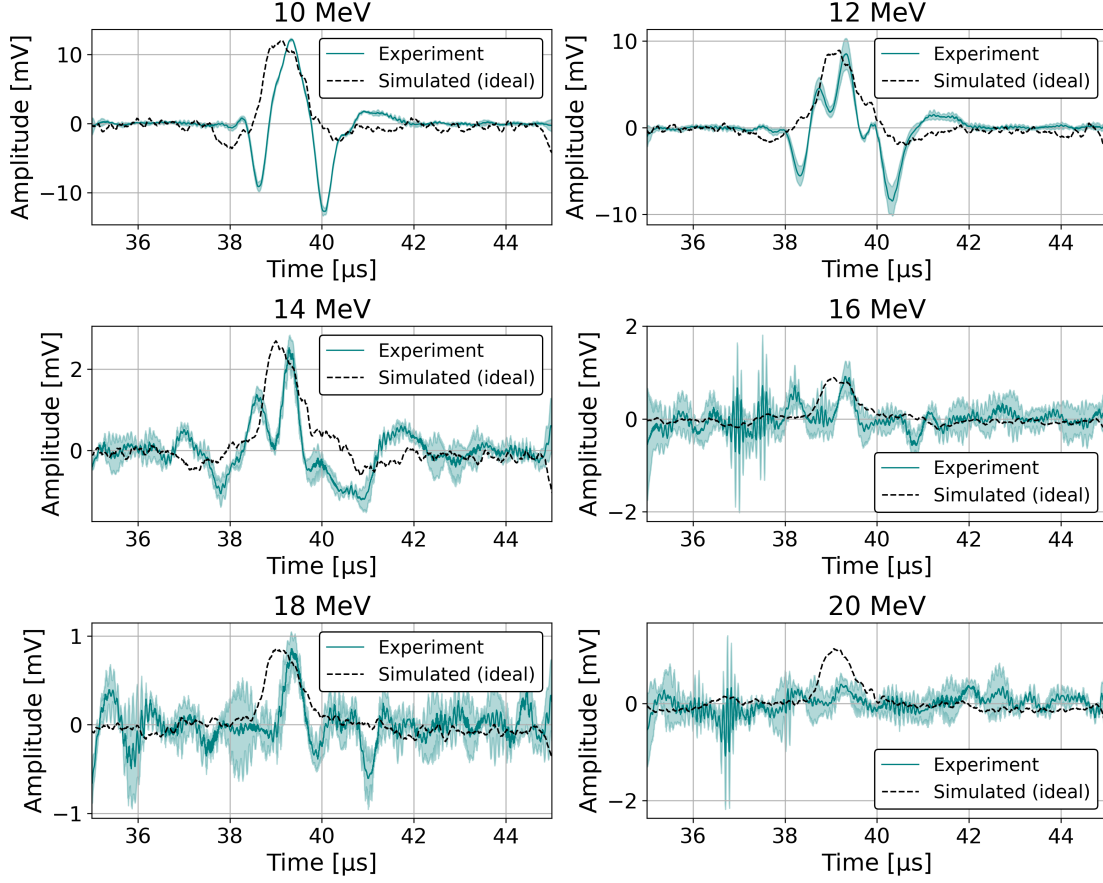 10 MeV
12 MeV
Amplitude [mV]
10
0
−10
Experiment
Simulated (ideal)
36
38
40
42
44
Time [µs]
Amplitude [mV]
10
0
−10
Experiment
Simulated (ideal)
36
38
40
42
44
Time [µs]
14 MeV
16 MeV
Amplitude [mV]
2
0
Experiment
Simulated (ideal)
36
38
40
42
44
Time [µs]
Amplitude [mV]
2
0
−2
Experiment
Simulated (ideal)
36
38
40
42
44
Time [µs]
18 MeV
20 MeV
Amplitude [mV]
1
0
−1
Experiment
Simulated (ideal)
36
38
40
42
44
Time [µs]
Amplitude [mV]
0
−2
Experiment
Simulated (ideal)
36
38
40
42
44
Time [µs]